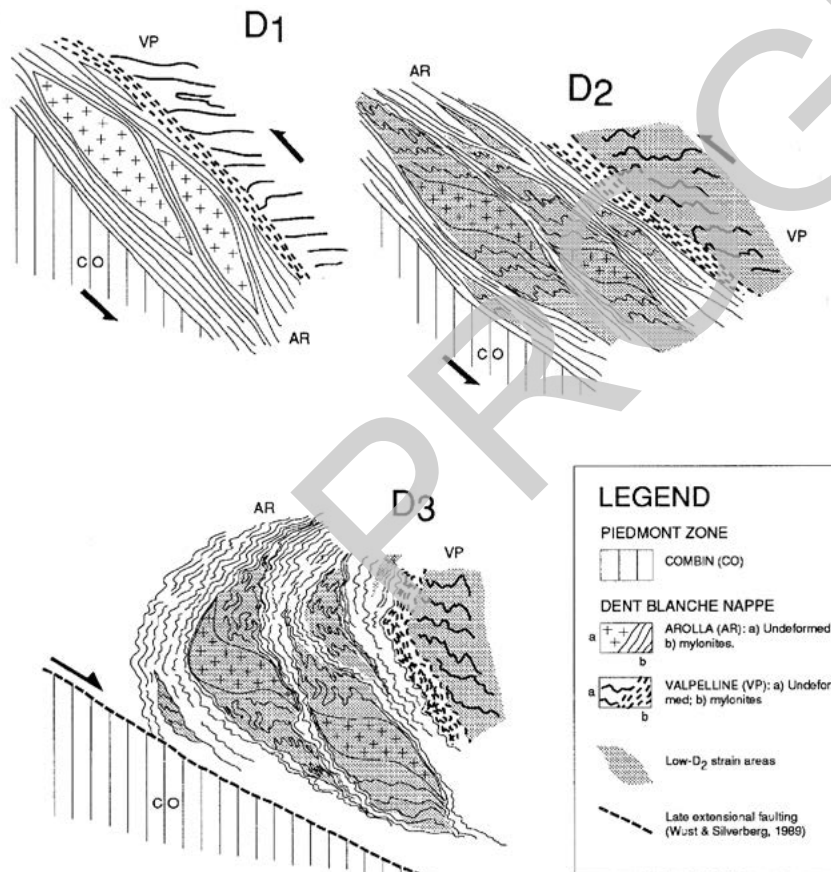 D1
VP
CO
AR
D2
AR
VP
CO
D3
AR
VP
CO
LEGEND
PIEDMONT ZONE
COMBIN (CO)
DENT BLANCHE NAPPE
a
AROLLA (AR): a) Undeformed
b) mylonites.
b
a
VALPELLINE (VP): a) Undefor
med; b) mylonites
b
Low-D2 strain areas
Late extensional faulting
(Wust & Silverberg, 1989)